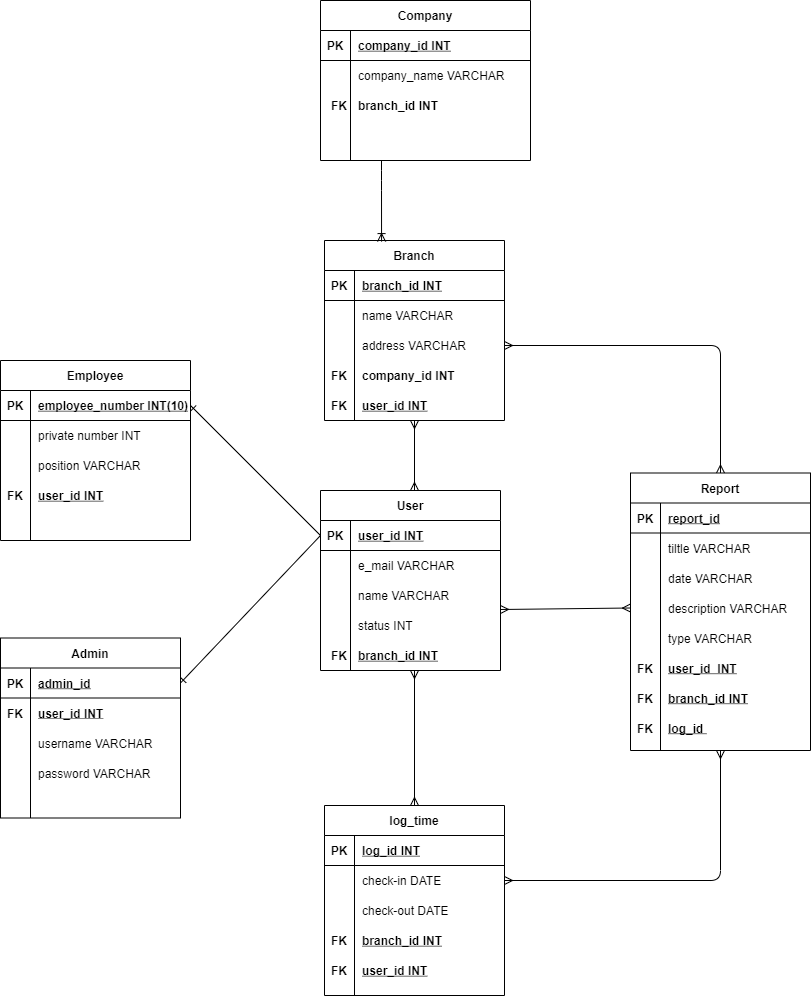 Company
PK company_id INT
company_name VARCHAR
FK branch_id INT
Branch
PK branch_id INT
name VARCHAR
address VARCHAR
FK company_id INT
FK user_id INT
Employee
PK employee_number INT(10)
private number INT
position VARCHAR
FK user_id INT
User
PK user_id INT
e_mail VARCHAR
name VARCHAR
status INT
FK branch_id INT
Report
PK report_id
tiltle VARCHAR
date VARCHAR
description VARCHAR
type VARCHAR
FK user_id INT
FK branch_id INT
FK log_id
Admin
PK admin_id
FK user_id INT
username VARCHAR
password VARCHAR
log_time
PK log_id INT
check-in DATE
check-out DATE
FK branch_id INT
FK user_id INT